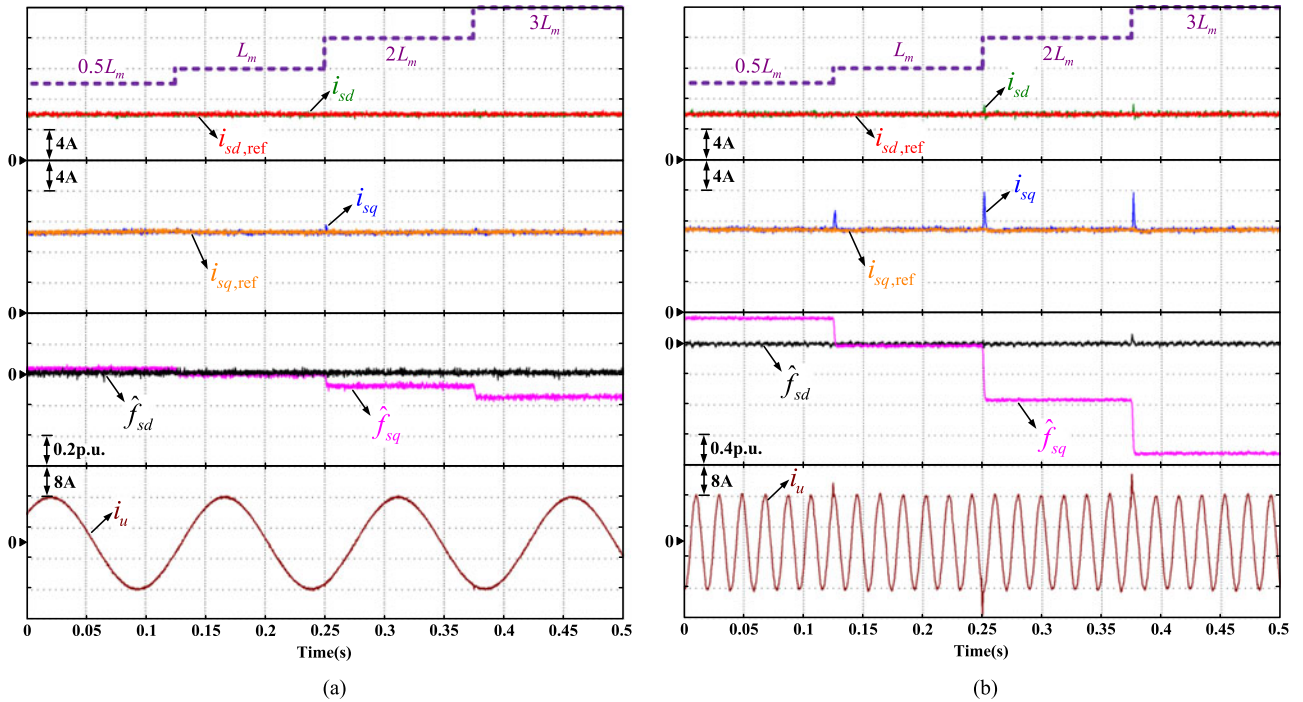 0.5L_m
L_m
2L_m
3L_m
i_sd
i_sd,ref
4A
0
4A
i_sq
i_sq,ref
0
0
f̂_sd
f̂_sq
0.2p.u.
8A
i_u
0
0 0.05 0.1 0.15 0.2 0.25 0.3 0.35 0.4 0.45 0.5
Time(s)
(a)
0.5L_m
L_m
2L_m
3L_m
i_sd
i_sd,ref
4A
0
4A
i_sq
i_sq,ref
0
0
f̂_sd
f̂_sq
0.4p.u.
8A
i_u
0
0 0.05 0.1 0.15 0.2 0.25 0.3 0.35 0.4 0.45 0.5
Time(s)
(b)